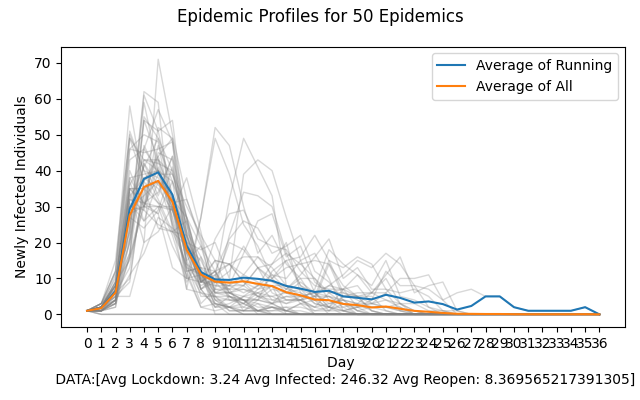 Epidemic Profiles for 50 Epidemics
Average of Running
Average of All
Newly Infected Individuals
70
60
50
40
30
20
10
0
0 1 2 3 4 5 6 7 8 9 10 11 12 13 14 15 16 17 18 19 20 21 22 23 24 25 26 27 28 29 30 31 32 33 34 35 36
Day
DATA:[Avg Lockdown: 3.24 Avg Infected: 246.32 Avg Reopen: 8.369565217391305]